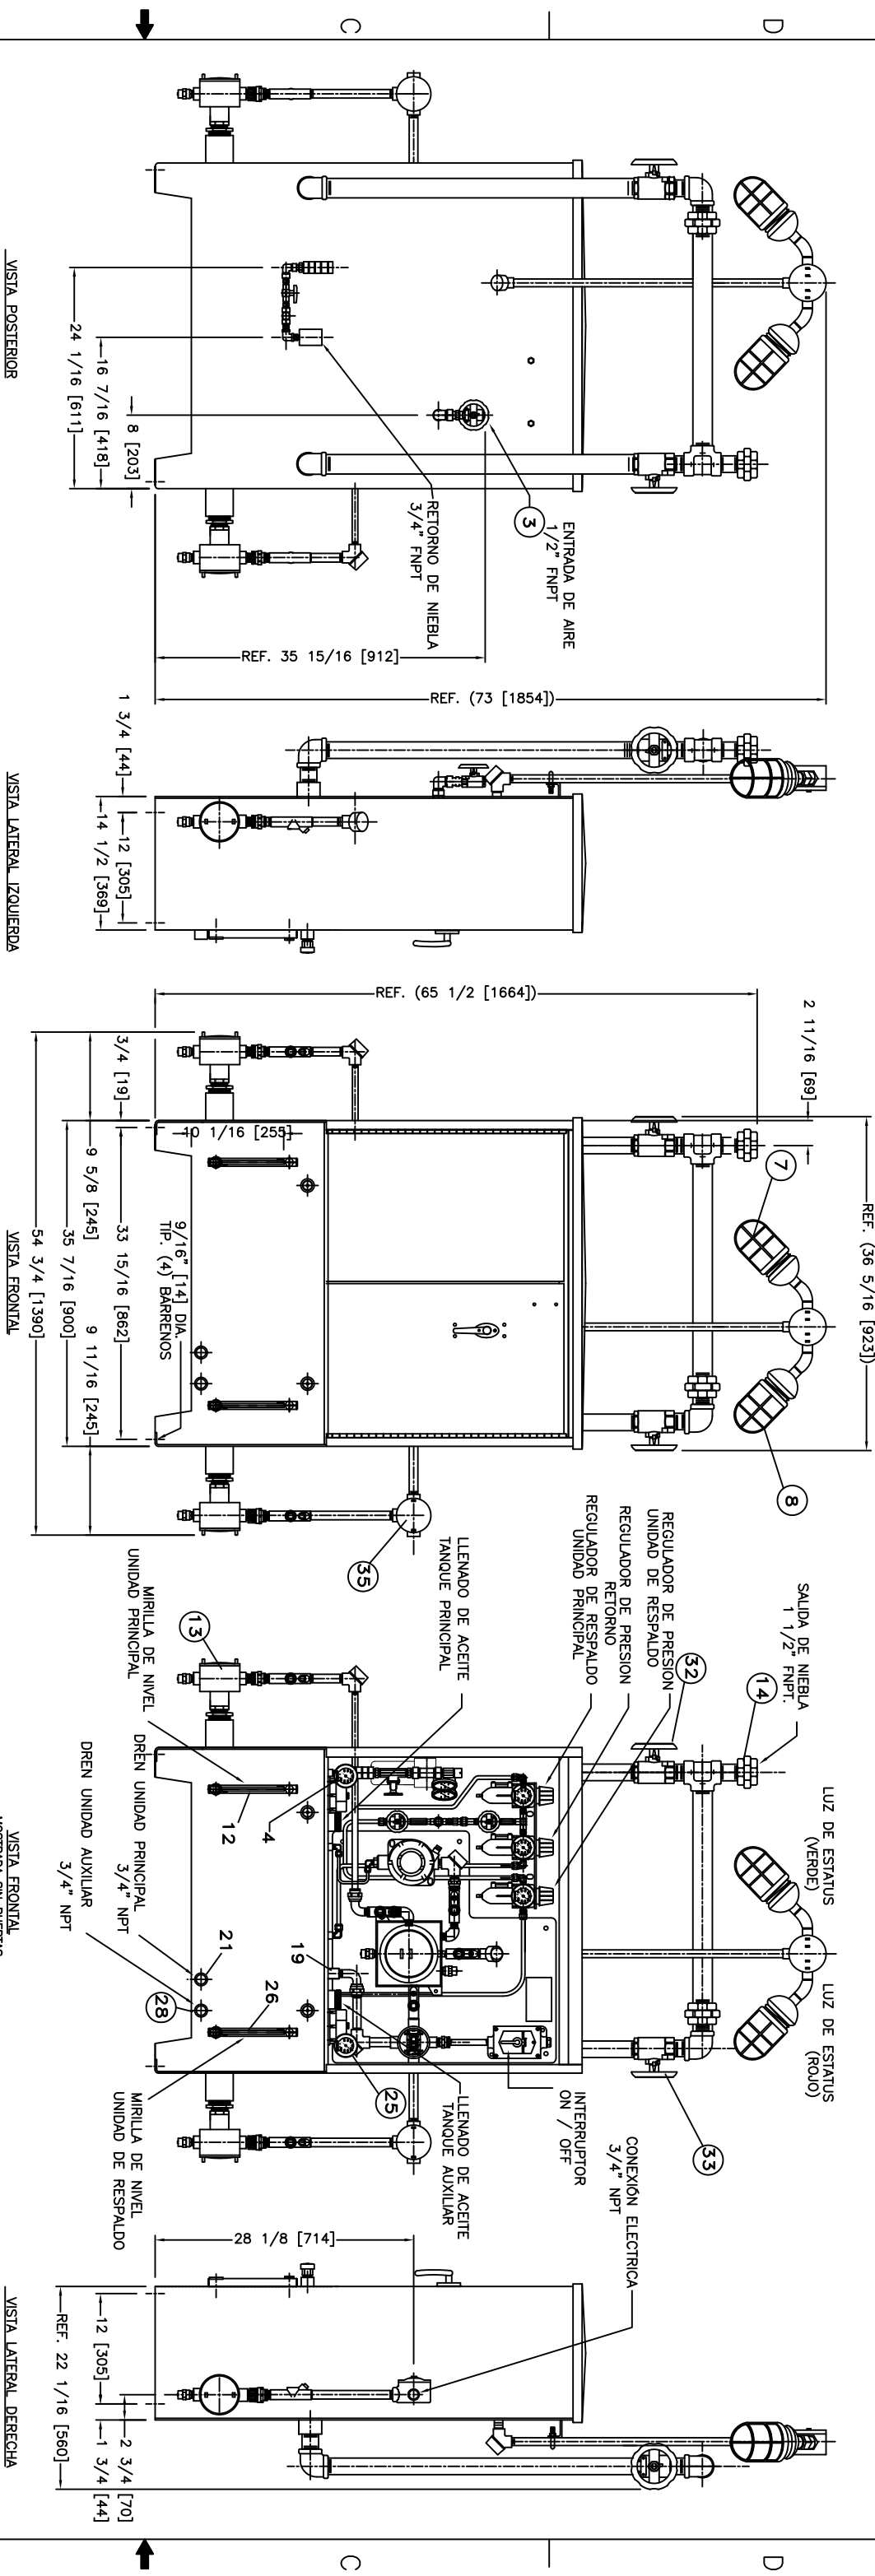 D
C
24 1/16 [611]
16 7/16 [418]
8 [203]
VISTA POSTERIOR
RETORNO DE NIEBLA
3/4" FNPT
3
ENTRADA DE AIRE
1/2" FNPT
REF. 35 15/16 [912]
REF. (73 [1854])
1 3/4 [44]
12 [305]
14 1/2 [369]
VISTA LATERAL IZQUIERDA
REF. (65 1/2 [1664])
2 11/16 [69]
REF. (36 5/16 [923])
7
8
3/4 [19]
10 1/16 [255]
9 5/8 [245]
33 15/16 [862]
35 7/16 [900]
54 3/4 [1390]
9/16" [14] DIA.
TIP. (4) BARRENOS
9 11/16 [245]
VISTA FRONTAL
35
LLENADO DE ACEITE
TANQUE PRINCIPAL
REGULADOR DE RESPALDO
UNIDAD PRINCIPAL
REGULADOR DE PRESION
RETORNO
REGULADOR DE PRESION
UNIDAD DE RESPALDO
32
14
SALIDA DE NIEBLA
1 1/2" FNPT.
LUZ DE ESTATUS
(VERDE)
LUZ DE ESTATUS
(ROJO)
MIRILLA DE NIVEL
UNIDAD PRINCIPAL
13
12
4
DREN UNIDAD PRINCIPAL
3/4" NPT
DREN UNIDAD AUXILIAR
3/4" NPT
21
28
19
26
25
MIRILLA DE NIVEL
UNIDAD DE RESPALDO
LLENADO DE ACEITE
TANQUE AUXILIAR
INTERRUPTOR
ON / OFF
33
CONEXIÓN ELECTRICA
3/4" NPT
VISTA FRONTAL
28 1/8 [714]
12 [305]
REF. 22 1/16 [560]
2 3/4 [70]
1 3/4 [44]
VISTA LATERAL DERECHA
C
D